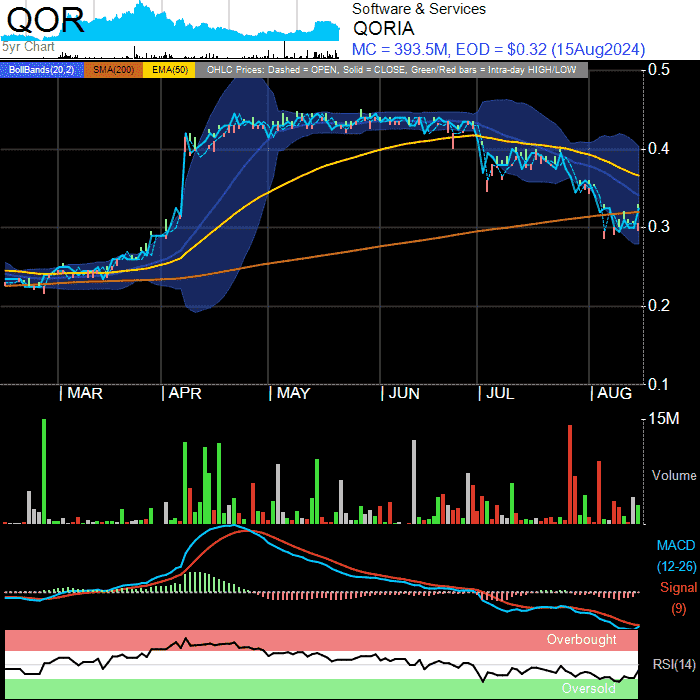 QOR
5yr Chart
Software & Services
QORIA
MC = 393.5M, EOD = $0.32 (15Aug2024)
BollBands(20,2) SMA(200) EMA(50) OHLC Prices: Dashed = OPEN, Solid = CLOSE, Green/Red bars = Intra-day HIGH/LOW
0.5
0.4
0.3
0.2
0.1
MAR APR MAY JUN JUL AUG
15M
Volume
MACD
(12-26)
Signal
(9)
Overbought
RSI(14)
Oversold